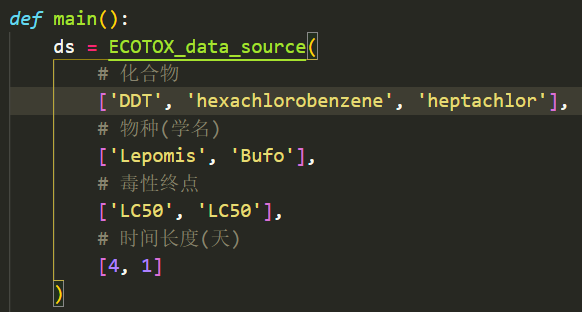 def main():
ds = ECOTOX_data_source(
# 化合物
['DDT', 'hexachlorobenzene', 'heptachlor'],
# 物种(学名)
['Lepomis', 'Bufo'],
# 毒性终点
['LC50', 'LC50'],
# 时间长度(天)
[4, 1]
)